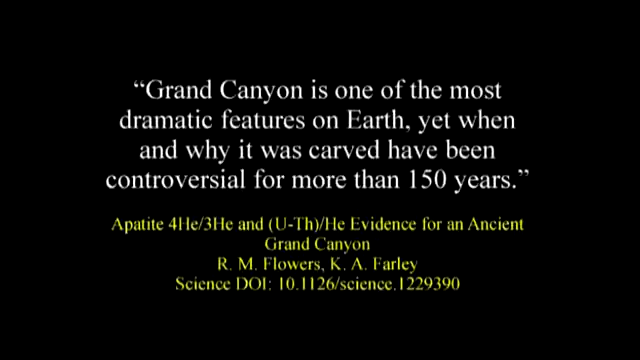 “Grand Canyon is one of the most
dramatic features on Earth, yet when
and why it was carved have been
controversial for more than 150 years.”
Apatite 4He/3He and (U-Th)/He Evidence for an Ancient
Grand Canyon
R. M. Flowers, K. A. Farley
Science DOI: 10.1126/science.1229390